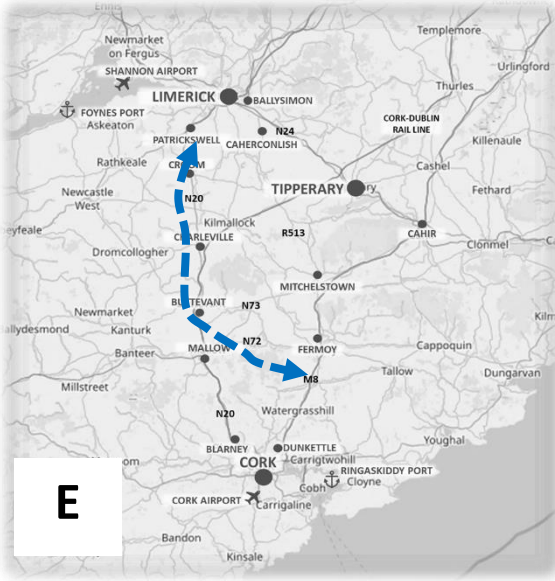 Ennis
Templemore
Newmarket
on Fergus
Urlingford
SHANNON AIRPORT
Thurles
LIMERICK
BALLYSIMON
FOYNES PORT
Askeaton
CORK-DUBLIN
RAIL LINE
N24
PATRICKSWELL
CAHERCONLISH
Killenaule
Rathkeale
Cashel
TIPPERARY
ry
Newcastle
West
N20
Fethard
Kilmallock
R513
CAHIR
CHARLEVILLE
Clonmel
Dromcollogher
MITCHELSTOWN
N73
Newmarket
Kanturk
N72
MALLOW
FERMOY
Cappoquin
Banteer
Tallow
Dungarvan
M8
Millstreet
Watergrasshill
N20
Youghal
BLARNEY
DUNKETTLE
Carrigtwohill
CORK
RINGASKIDDY PORT
Cloyne
Cobh
CORK AIRPORT
Carrigaline
E
Bandon
Kinsale